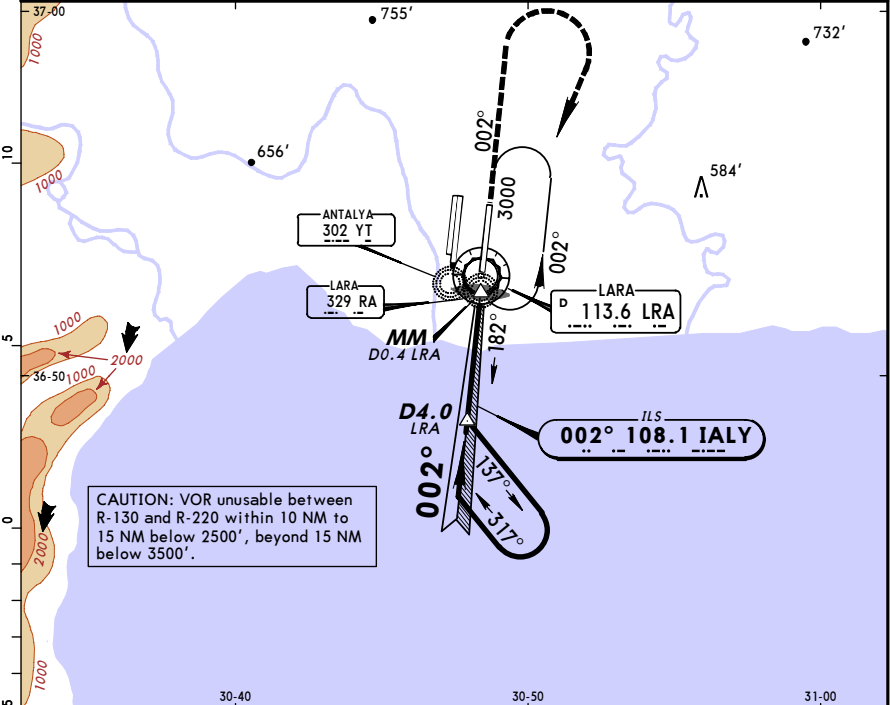 37-00
755'
732'
1000
002°
656'
10
584'
1000
3000
ANTALYA
302 YT
002°
LARA
329 RA
LARA
D 113.6 LRA
MM
D0.4 LRA
182°
1000
5
2000
36-50
1000
D4.0
LRA
ILS
002° 108.1 IALY
002°
137°
317°
CAUTION: VOR unusable between
R-130 and R-220 within 10 NM to
15 NM below 2500', beyond 15 NM
below 3500'.
0
2000
1000
5
30-40
30-50
31-00